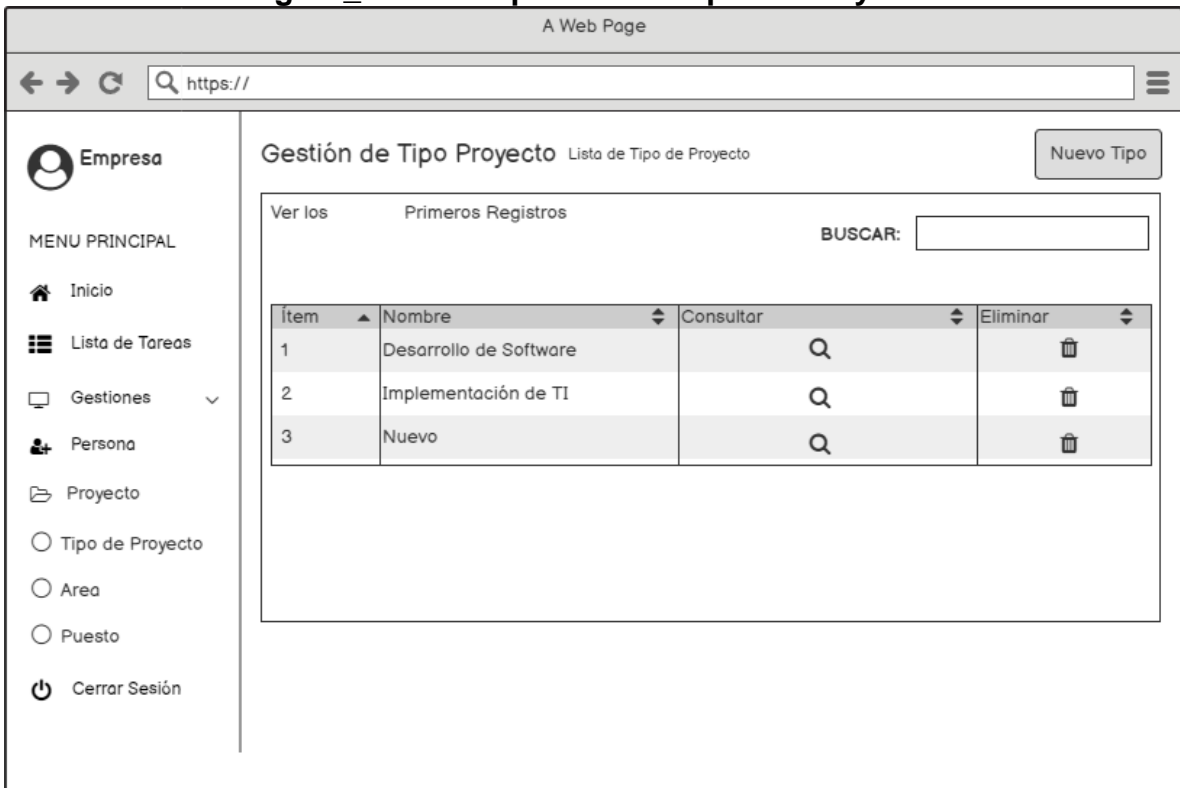 A Web Page
https://
Empresa
MENU PRINCIPAL
Inicio
Lista de Tareas
Gestiones
Persona
Proyecto
Tipo de Proyecto
Area
Puesto
Cerrar Sesión
Gestión de Tipo Proyecto Lista de Tipo de Proyecto
Nuevo Tipo
Ver los Primeros Registros
BUSCAR:
Ítem Nombre Consultar Eliminar
1 Desarrollo de Software
2 Implementación de TI
3 Nuevo